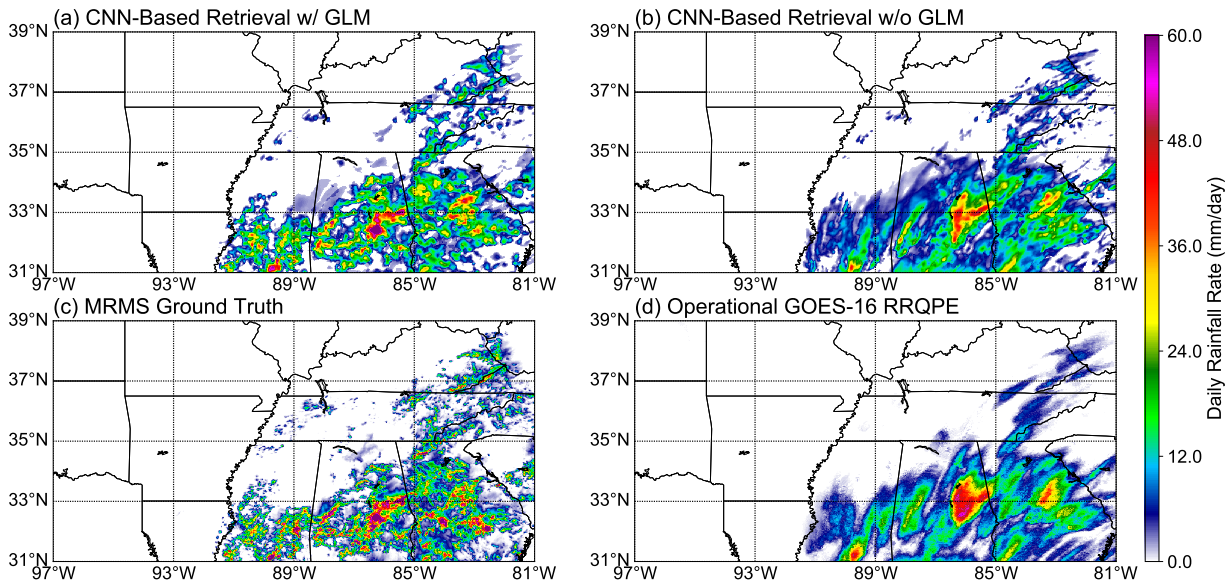 (a) CNN-Based Retrieval w/ GLM
(b) CNN-Based Retrieval w/o GLM
39°N
37°N
35°N
33°N
31°N
97°W 93°W 89°W 85°W 81°W
39°N
37°N
35°N
33°N
31°N
97°W 93°W 89°W 85°W 81°W
(c) MRMS Ground Truth
(d) Operational GOES-16 RRQPE
39°N
37°N
35°N
33°N
31°N
97°W 93°W 89°W 85°W 81°W
39°N
37°N
35°N
33°N
31°N
97°W 93°W 89°W 85°W 81°W
60.0
48.0
36.0
24.0
12.0
0.0
Daily Rainfall Rate (mm/day)